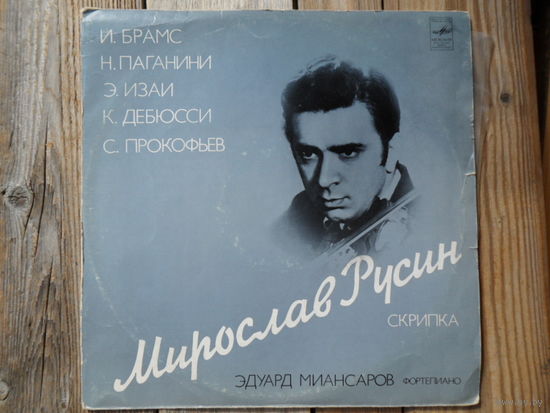 И. БРАМС
Н. ПАГАНИНИ
Э. ИЗАИ
К. ДЕБЮССИ
С. ПРОКОФЬЕВ
Мирослав Русин
СКРИПКА
ЭДУАРД МИАНСАРОВ ФОРТЕПИАНО